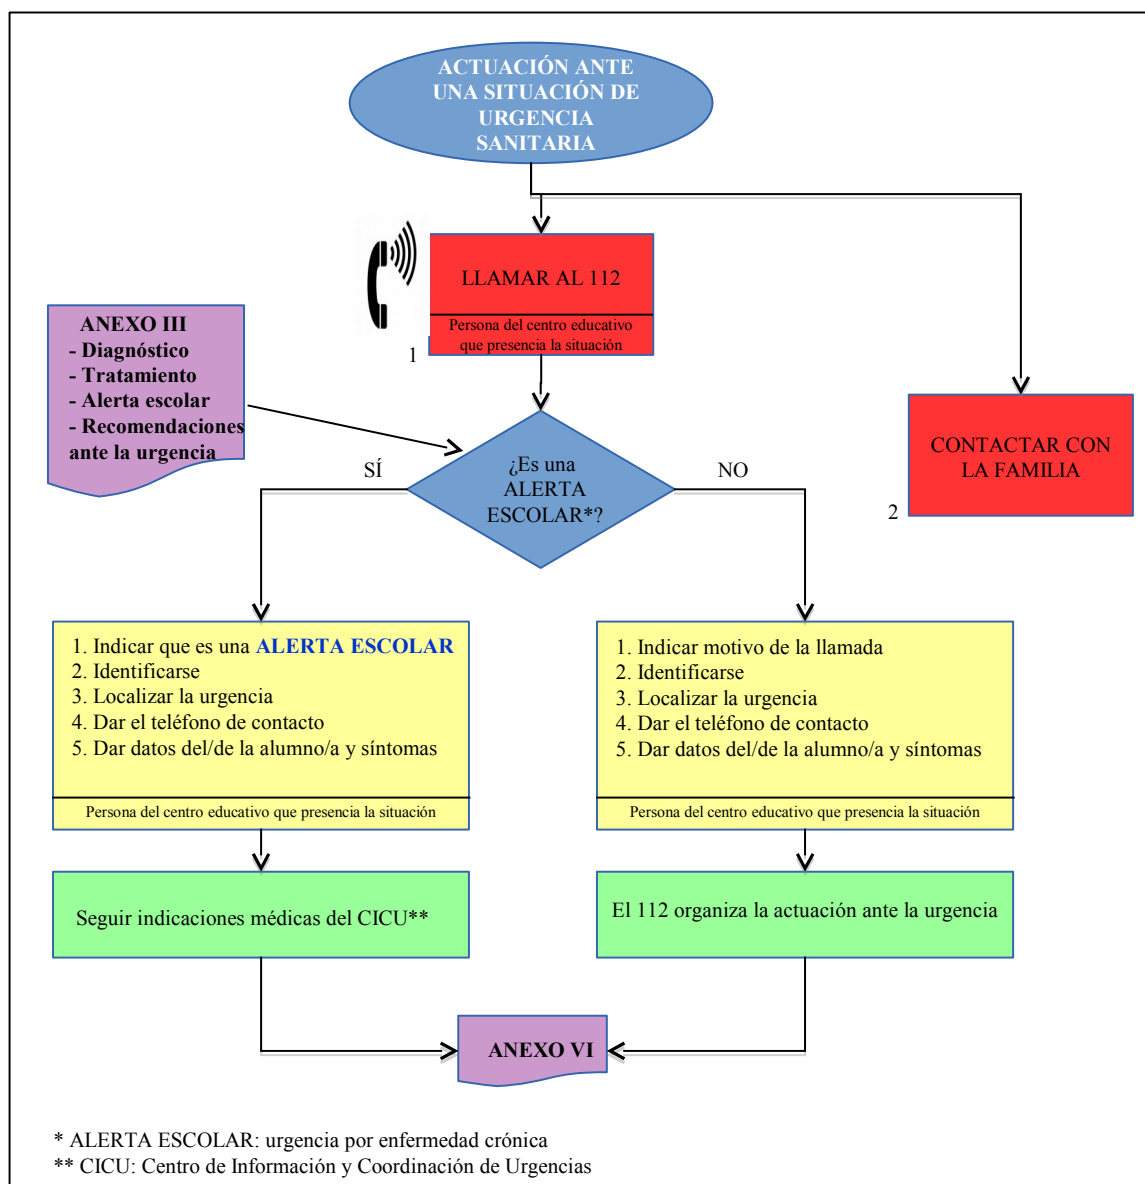 ACTUACIÓN ANTE
UNA SITUACIÓN DE
URGENCIA
SANITARIA
LLAMAR AL 112
Persona del centro educativo
que presencia la situación
1
ANEXO III
- Diagnóstico
- Tratamiento
- Alerta escolar
- Recomendaciones
ante la urgencia
CONTACTAR CON
LA FAMILIA
2
¿Es una
ALERTA
ESCOLAR*?
SÍ
NO
1. Indicar que es una ALERTA ESCOLAR
2. Identificarse
3. Localizar la urgencia
4. Dar el teléfono de contacto
5. Dar datos del/de la alumno/a y síntomas
Persona del centro educativo que presencia la situación
1. Indicar motivo de la llamada
2. Identificarse
3. Localizar la urgencia
4. Dar el teléfono de contacto
5. Dar datos del/de la alumno/a y síntomas
Persona del centro educativo que presencia la situación
Seguir indicaciones médicas del CICU**
El 112 organiza la actuación ante la urgencia
ANEXO VI
* ALERTA ESCOLAR: urgencia por enfermedad crónica
** CICU: Centro de Información y Coordinación de Urgencias